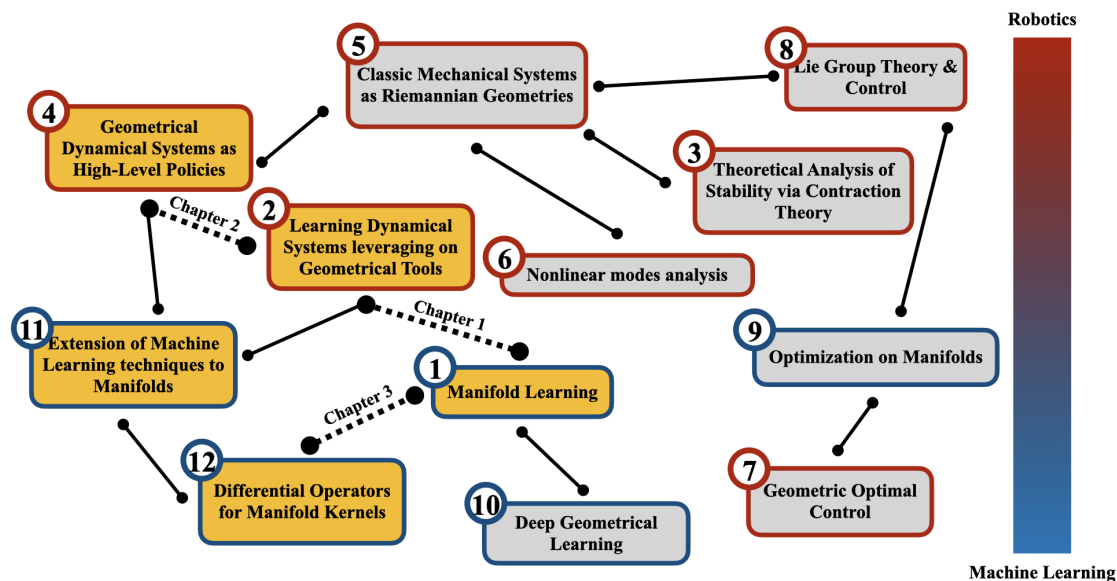 Robotics
5
Classic Mechanical Systems
as Riemannian Geometries
8
Lie Group Theory &
Control
4
Geometrical
Dynamical Systems as
High-Level Policies
3
Theoretical Analysis of
Stability via Contraction
Theory
Chapter 2
2
Learning Dynamical
Systems leveraging on
Geometrical Tools
6
Nonlinear modes analysis
Chapter 1
11
Extension of Machine
Learning techniques to
Manifolds
9
Optimization on Manifolds
1
Manifold Learning
Chapter 3
12
Differential Operators
for Manifold Kernels
7
Geometric Optimal
Control
10
Deep Geometrical
Learning
Machine Learning